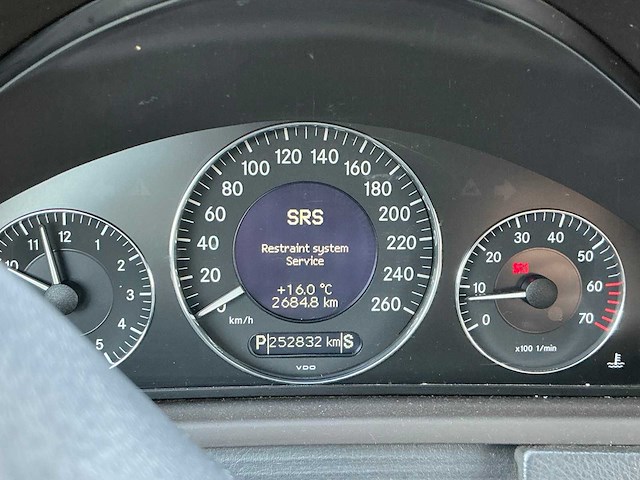 100 120 140 160
80 180
60 200
40 220
20 240
0 260
SRS
Restraint system
Service
+16.0 °C
2684.8 km
km/h
P 252832 km S
VDO
10 11 12 1
2
3
4
5
30 40
20 50
10 60
0 70
SRS
x100 1/min